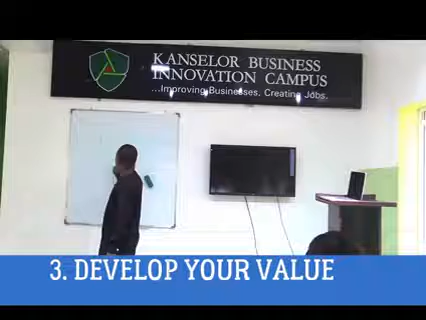 KANSELOR BUSINESS
INNOVATION CAMPUS
...Improving Businesses. Creating Jobs.
3. DEVELOP YOUR VALUE